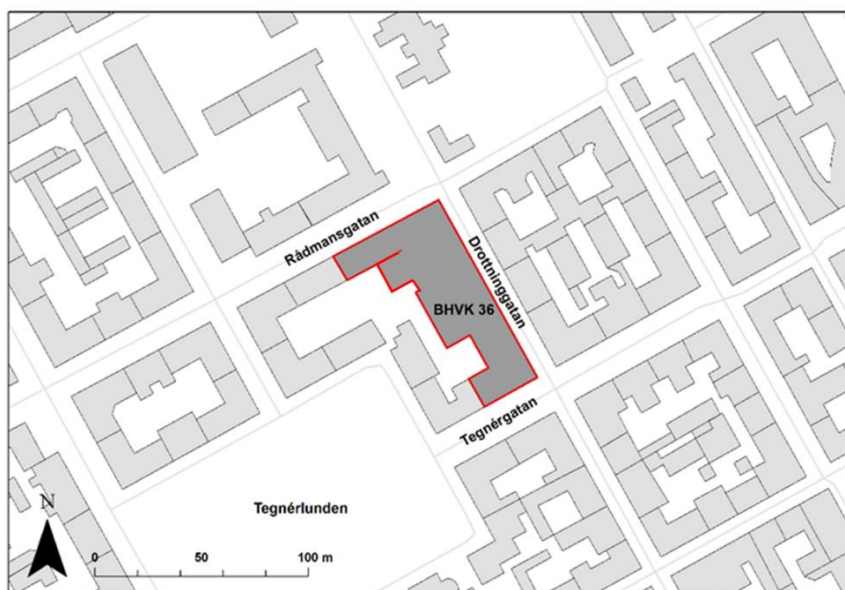 Rådmansgatan
Drottninggatan
BHVK 36
Tegnérgatan
Tegnérlunden
N
0 50 100 m